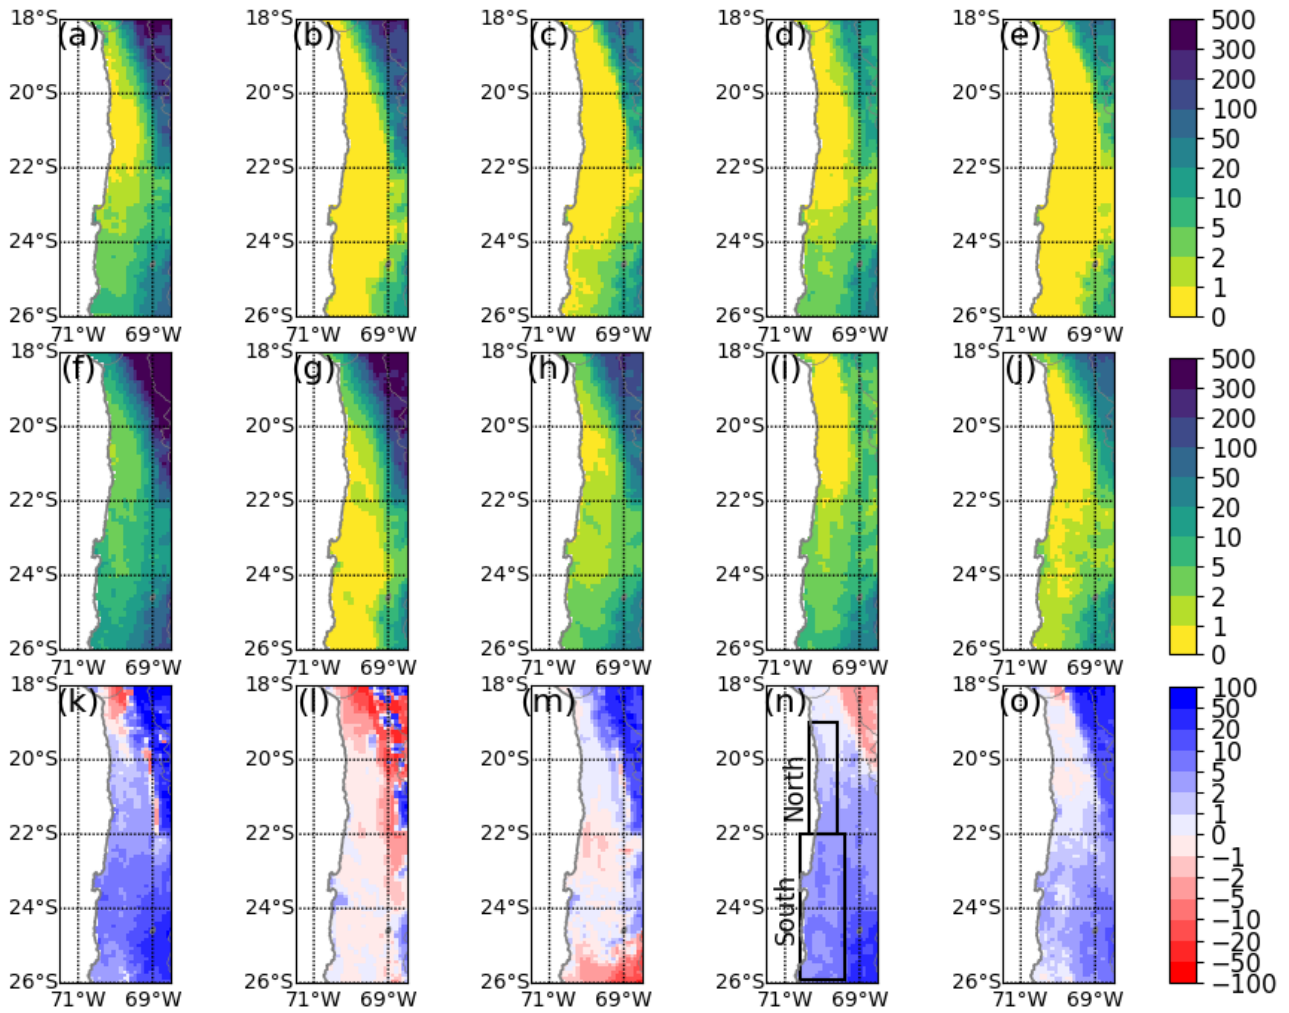 (a) (b) (c) (d) (e)
18°S 18°S 18°S 18°S 18°S 500
300
20°S 20°S 20°S 20°S 20°S 200
100
50
22°S 22°S 22°S 22°S 22°S 20
10
24°S 24°S 24°S 24°S 24°S 5
2
1
26°S 26°S 26°S 26°S 26°S 0
71°W 69°W 71°W 69°W 71°W 69°W 71°W 69°W 71°W 69°W
(f) (g) (h) (i) (j)
18°S 18°S 18°S 18°S 18°S 500
300
20°S 20°S 20°S 20°S 20°S 200
100
50
22°S 22°S 22°S 22°S 22°S 20
10
24°S 24°S 24°S 24°S 24°S 5
2
1
26°S 26°S 26°S 26°S 26°S 0
71°W 69°W 71°W 69°W 71°W 69°W 71°W 69°W 71°W 69°W
(k) (l) (m) (n) (o)
18°S 18°S 18°S 18°S 18°S 100
50
20
20°S 20°S 20°S 20°S 20°S 10
5
North
2
1
22°S 22°S 22°S 22°S 22°S 0
−1
−2
South
−5
24°S 24°S 24°S 24°S 24°S −10
−20
−50
26°S 26°S 26°S 26°S 26°S −100
71°W 69°W 71°W 69°W 71°W 69°W 71°W 69°W 71°W 69°W